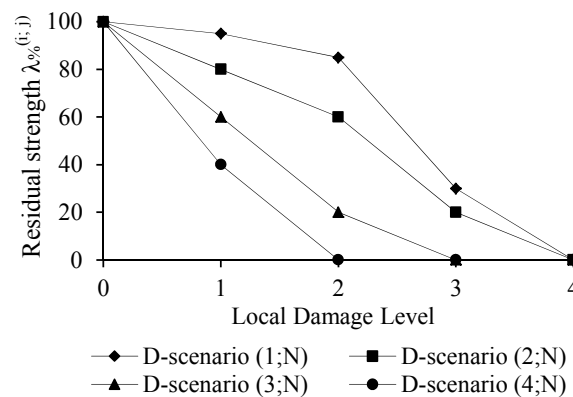 Residual strength λ%(i; j)
100
80
60
40
20
0
0 1 2 3 4
Local Damage Level
D-scenario (1;N) D-scenario (2;N)
D-scenario (3;N) D-scenario (4;N)